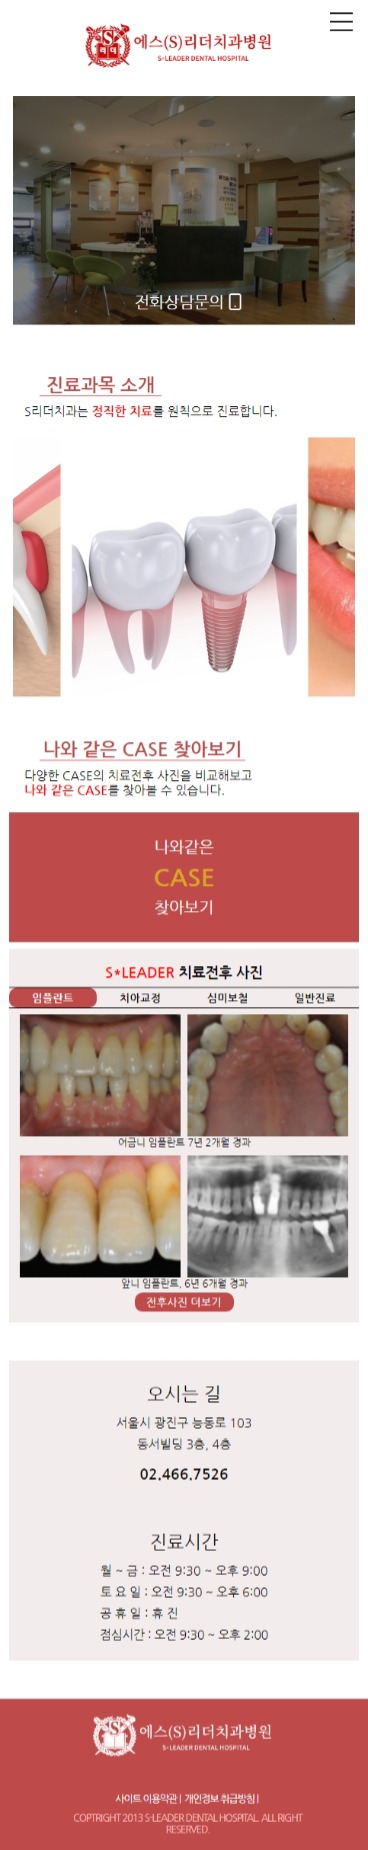 에스(S)리더치과병원
S-LEADER DENTAL HOSPITAL
전화상담문의
진료과목 소개
S리더치과는 정직한 치료를 원칙으로 진료합니다.
나와 같은 CASE 찾아보기
다양한 CASE의 치료전후 사진을 비교해보고
나와 같은 CASE를 찾아볼 수 있습니다.
나와같은
CASE
찾아보기
S*LEADER 치료전후 사진
임플란트 치아교정 심미보철 일반진료
어금니 임플란트 7년 2개월 경과
앞니 임플란트, 6년 6개월 경과
전후사진 더보기
오시는 길
서울시 광진구 능동로 103
동서빌딩 3층, 4층
02.466.7526
진료시간
월 ~ 금 : 오전 9:30 ~ 오후 9:00
토 요 일 : 오전 9:30 ~ 오후 6:00
공 휴 일 : 휴 진
점심시간 : 오전 9:30 ~ 오후 2:00
에스(S)리더치과병원
S-LEADER DENTAL HOSPITAL
사이트 이용약관 | 개인정보 취급방침 |
COPTRIGHT 2013 S-LEADER DENTAL HOSPITAL. ALL RIGHT
RESERVED.